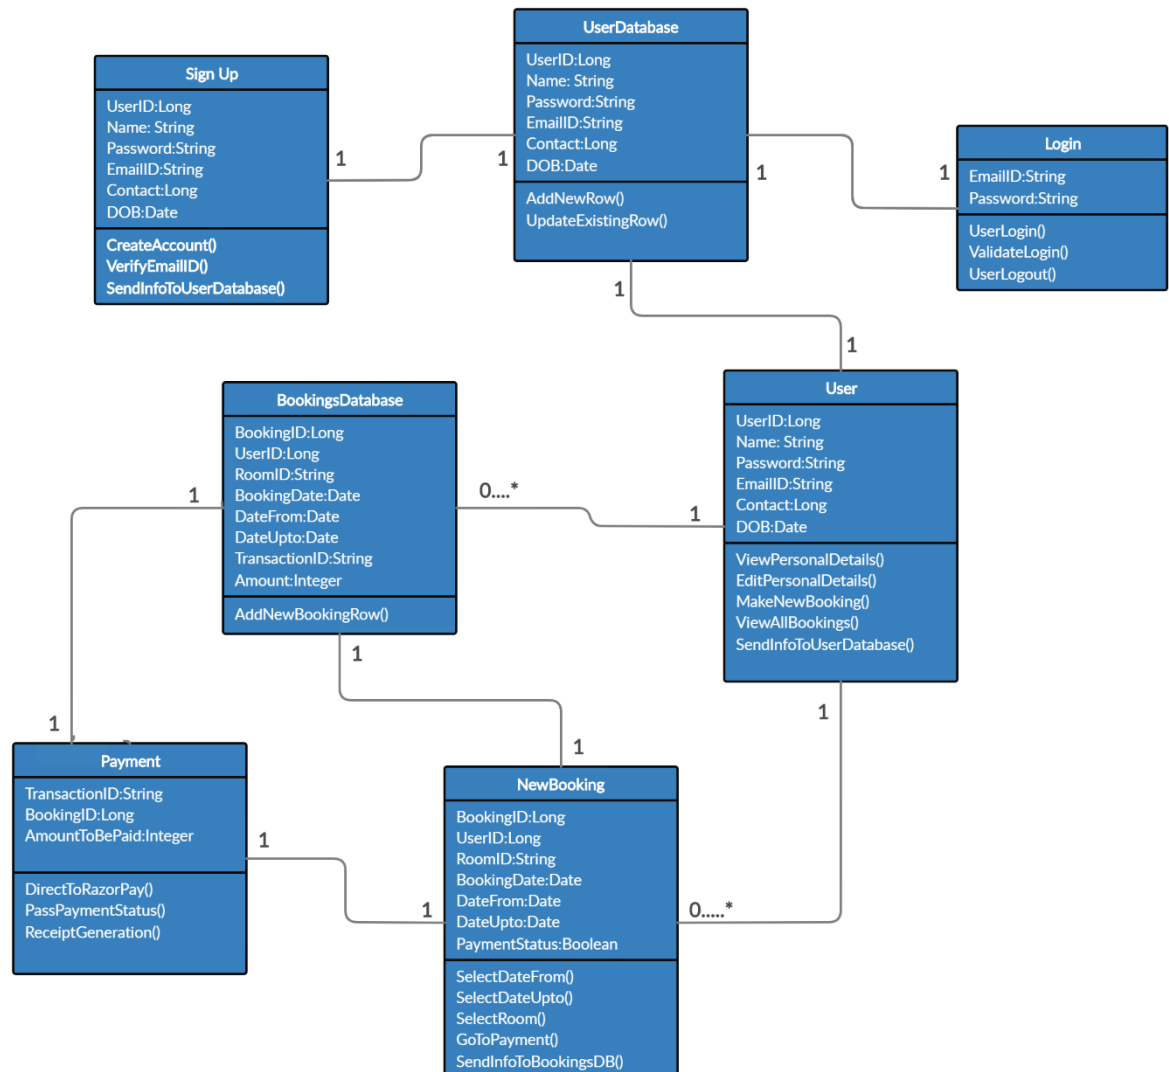 UserDatabase
UserID:Long
Name: String
Password:String
EmailID:String
Contact:Long
DOB:Date
AddNewRow()
UpdateExistingRow()
Sign Up
UserID:Long
Name: String
Password:String
EmailID:String
Contact:Long
DOB:Date
CreateAccount()
VerifyEmailID()
SendInfoToUserDatabase()
1
1
1
1
Login
EmailID:String
Password:String
UserLogin()
ValidateLogin()
UserLogout()
1
1
User
UserID:Long
Name: String
Password:String
EmailID:String
Contact:Long
DOB:Date
ViewPersonalDetails()
EditPersonalDetails()
MakeNewBooking()
ViewAllBookings()
SendInfoToUserDatabase()
BookingsDatabase
BookingID:Long
UserID:Long
RoomID:String
BookingDate:Date
DateFrom:Date
DateUpto:Date
TransactionID:String
Amount:Integer
AddNewBookingRow()
0....*
1
1
1
1
1
1
Payment
TransactionID:String
BookingID:Long
AmountToBePaid:Integer
DirectToRazorPay()
PassPaymentStatus()
ReceiptGeneration()
1
1
NewBooking
BookingID:Long
UserID:Long
RoomID:String
BookingDate:Date
DateFrom:Date
DateUpto:Date
PaymentStatus:Boolean
SelectDateFrom()
SelectDateUpto()
SelectRoom()
GoToPayment()
SendInfoToBookingsDB()
0.....*